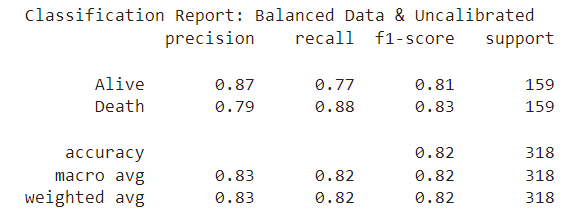 Classification Report: Balanced Data & Uncalibrated
precision recall f1-score support
Alive 0.87 0.77 0.81 159
Death 0.79 0.88 0.83 159
accuracy 0.82 318
macro avg 0.83 0.82 0.82 318
weighted avg 0.83 0.82 0.82 318